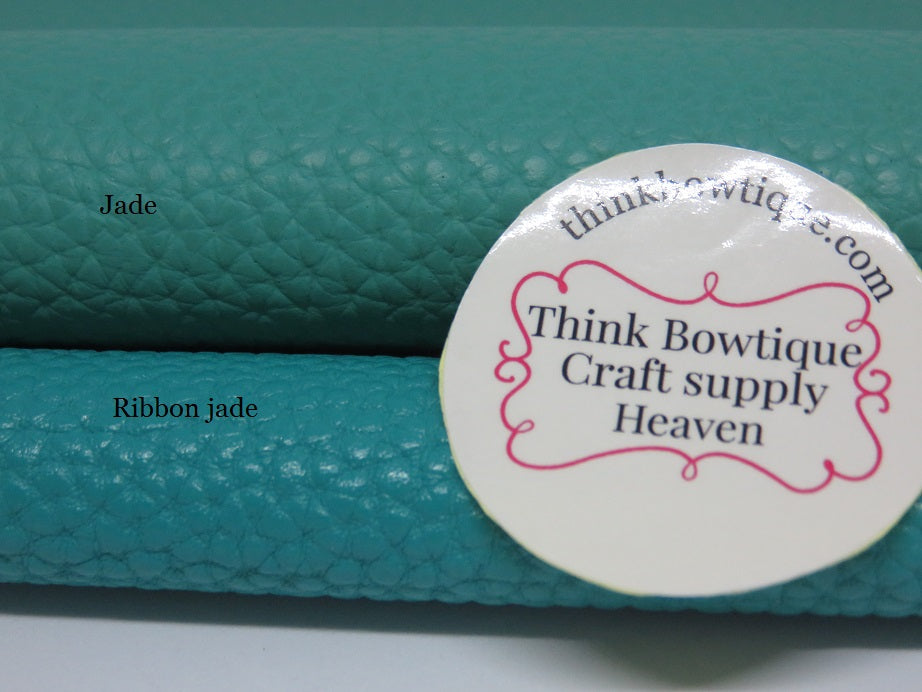 Jade
Ribbon jade
thinkbowtique.com
Think Bowtique
Craft supply
Heaven